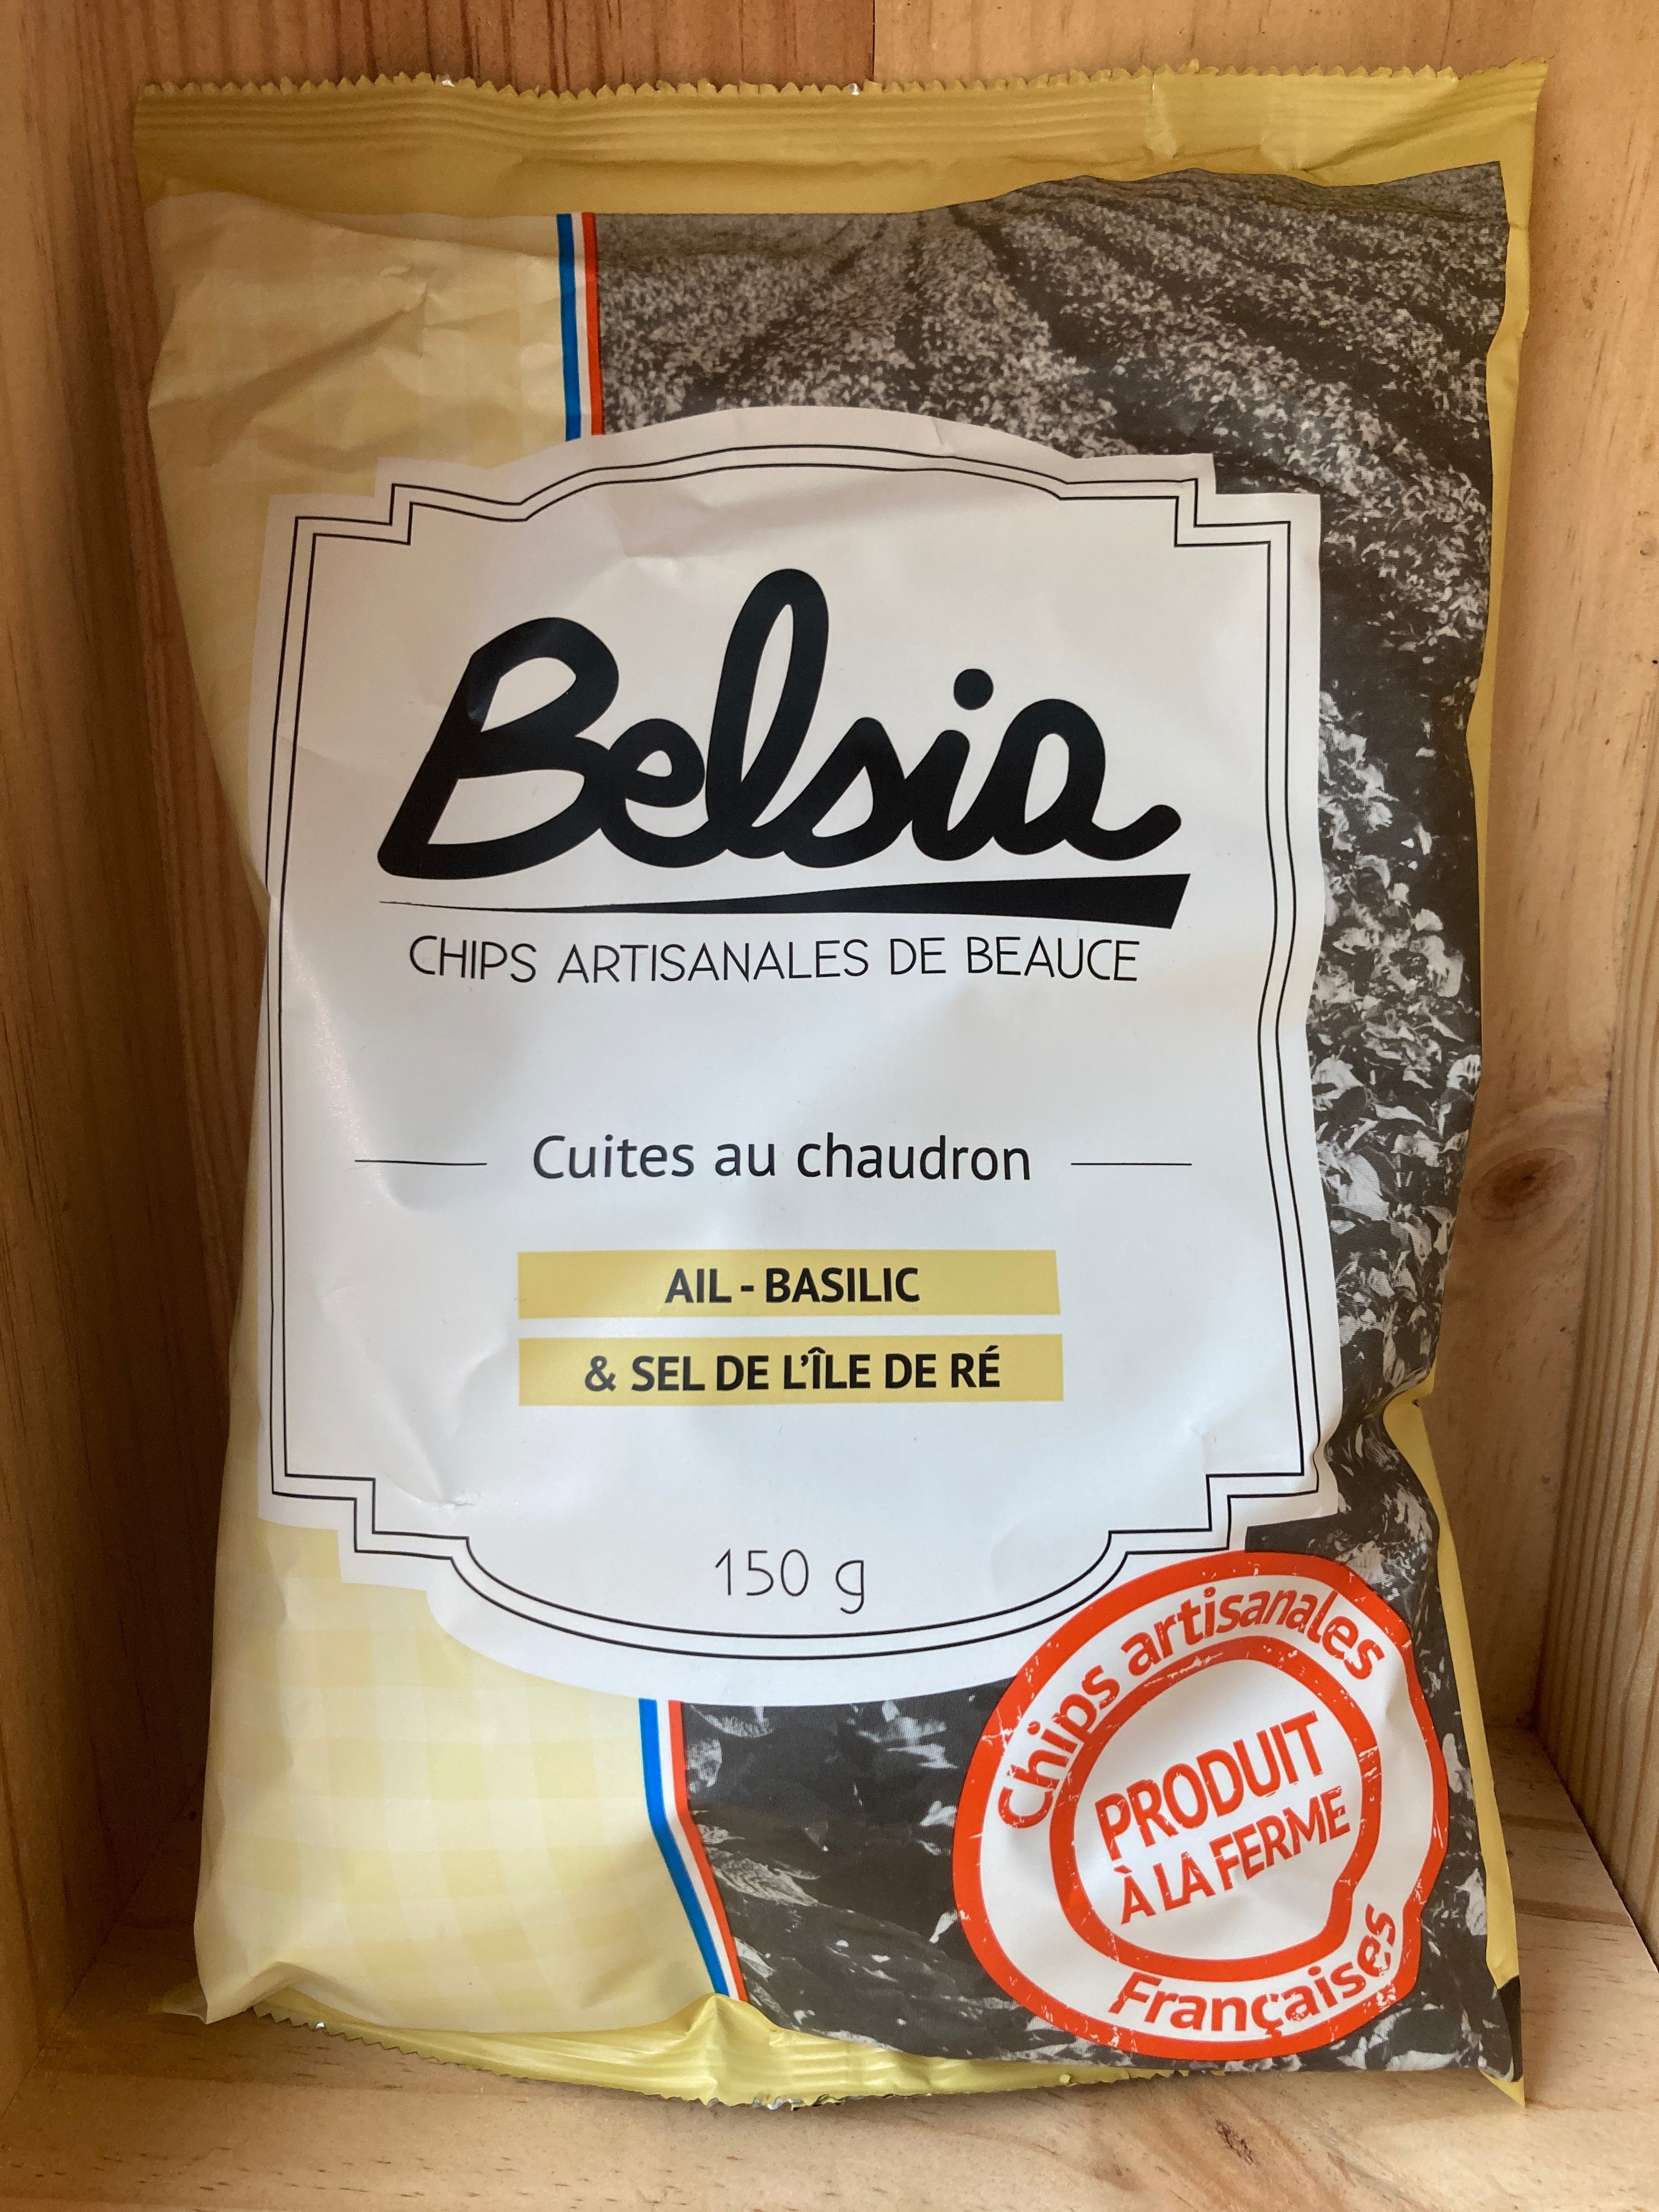 Belsia
CHIPS ARTISANALES DE BEAUCE
Cuites au chaudron
AIL - BASILIC
& SEL DE L'ÎLE DE RÉ
150 g
Chips artisanales
PRODUIT
À LA FERME
Françaises